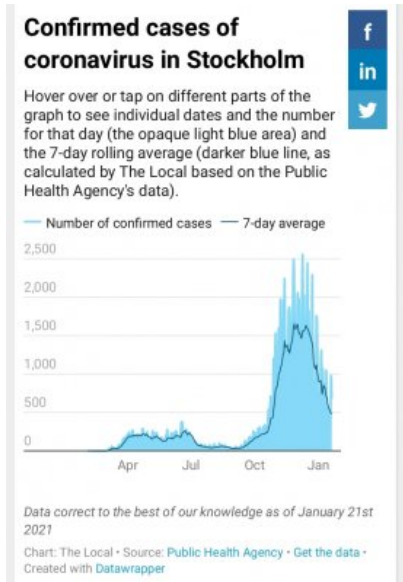 Confirmed cases of
coronavirus in Stockholm
f
in
Hover over or tap on different parts of the
graph to see individual dates and the number
for that day (the opaque light blue area) and
the 7-day rolling average (darker blue line, as
calculated by The Local based on the Public
Health Agency's data).
Number of confirmed cases 7-day average
2,500
2,000
1,500
1,000
500
0
Apr Jul Oct Jan
Data correct to the best of our knowledge as of January 21st
2021
Chart: The Local • Source: Public Health Agency • Get the data •
Created with Datawrapper